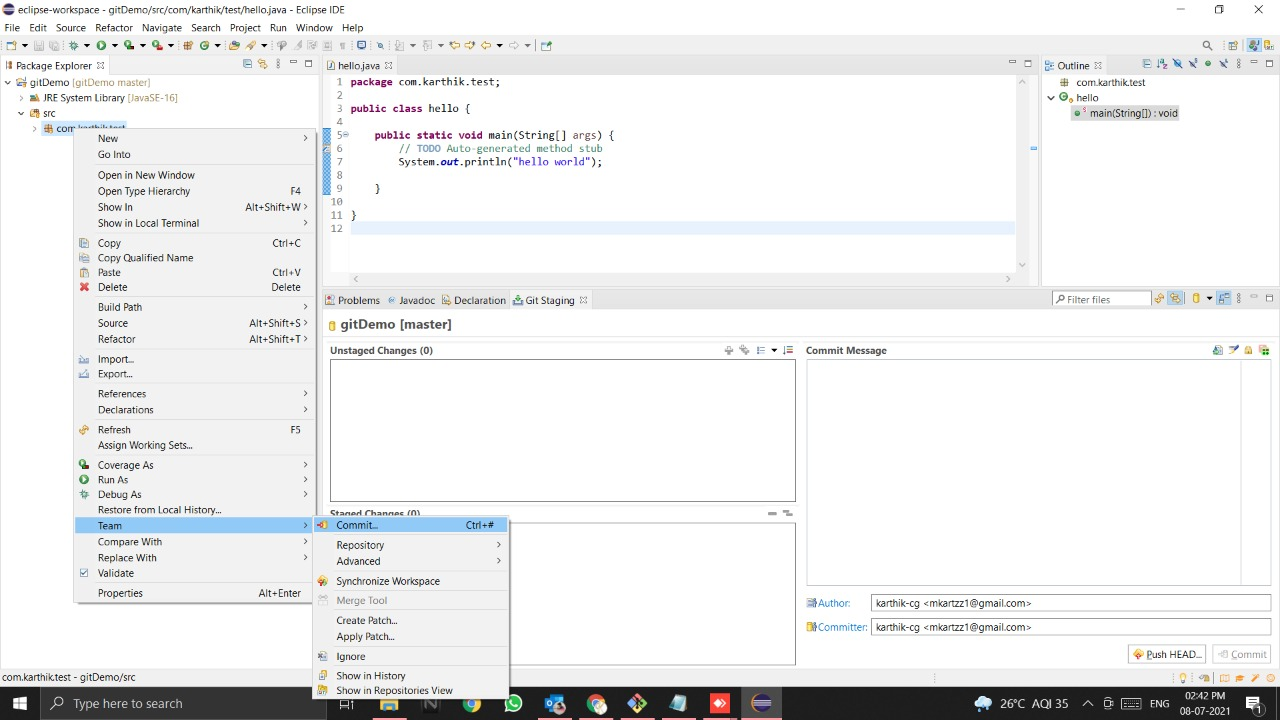 eclipse-workspace - gitDemo/src/com/karthik/test/hello.java - Eclipse IDE
File Edit Source Refactor Navigate Search Project Run Window Help
Package Explorer
gitDemo [gitDemo master]
JRE System Library [JavaSE-16]
src
com.karthik.test
New
Go Into
Open in New Window
Open Type Hierarchy F4
Show In Alt+Shift+W
Show in Local Terminal
Copy Ctrl+C
Copy Qualified Name
Paste Ctrl+V
Delete Delete
Build Path
Source Alt+Shift+S
Refactor Alt+Shift+T
Import...
Export...
References
Declarations
Refresh F5
Assign Working Sets...
Coverage As
Run As
Debug As
Restore from Local History...
Team
Compare With
Replace With
Validate
Properties Alt+Enter
Commit... Ctrl+#
Repository
Advanced
Synchronize Workspace
Merge Tool
Create Patch...
Apply Patch...
Ignore
Show in History
Show in Repositories View
hello.java
1 package com.karthik.test;
2
3 public class hello {
4
5 public static void main(String[] args) {
6 // TODO Auto-generated method stub
7 System.out.println("hello world");
8
9 }
10
11 }
12
Outline
com.karthik.test
hello
main(String[]) : void
Problems Javadoc Declaration Git Staging
Filter files
gitDemo [master]
Unstaged Changes (0)
Staged Changes (0)
Commit Message
Author: karthik-cg <mkartzz1@gmail.com>
Committer: karthik-cg <mkartzz1@gmail.com>
Push HEAD... Commit
com.karthik.test - gitDemo/src
Type here to search
26°C AQI 35 ENG
02:42 PM
08-07-2021
1